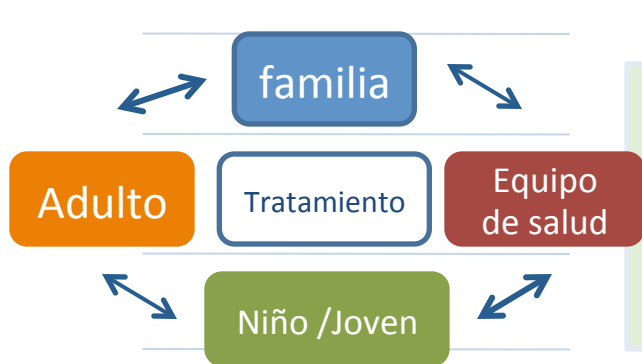 familia
Adulto
Tratamiento
Equipo
de salud
Niño /Joven